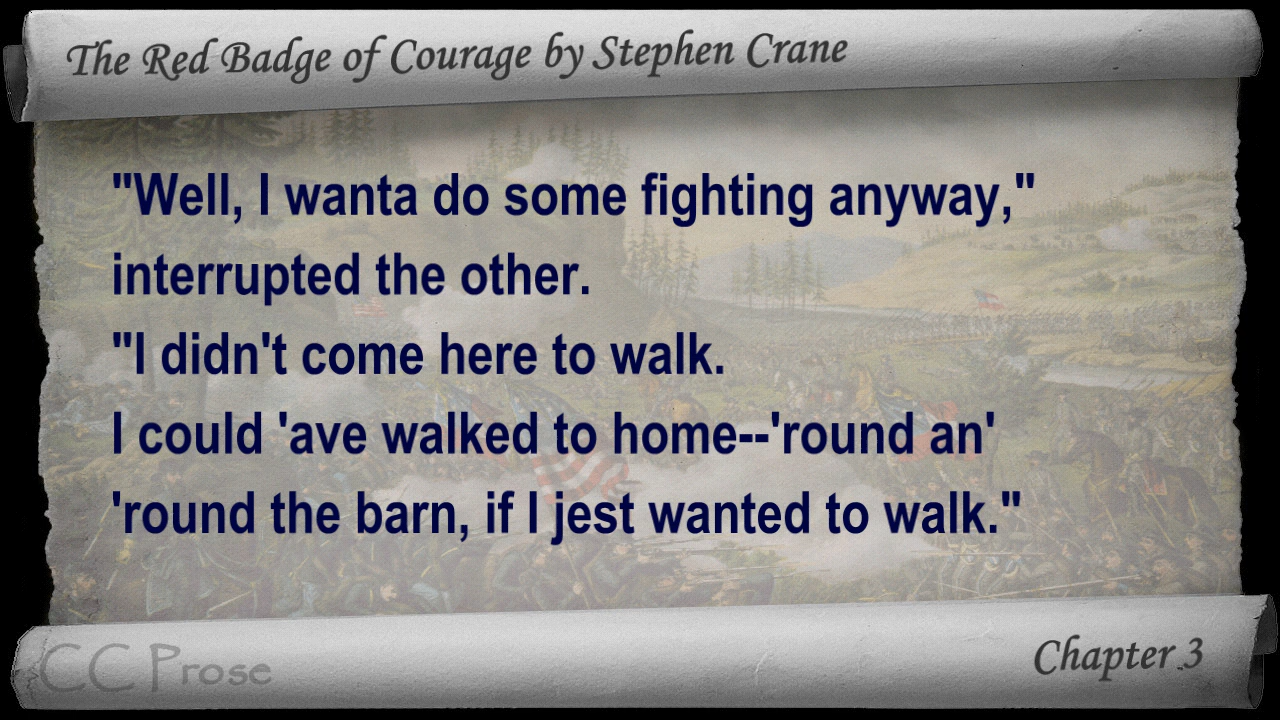 The Red Badge of Courage by Stephen Crane
"Well, I wanta do some fighting anyway,"
interrupted the other.
"I didn't come here to walk.
I could 'ave walked to home--'round an'
'round the barn, if I jest wanted to walk."
CC Prose
Chapter 3